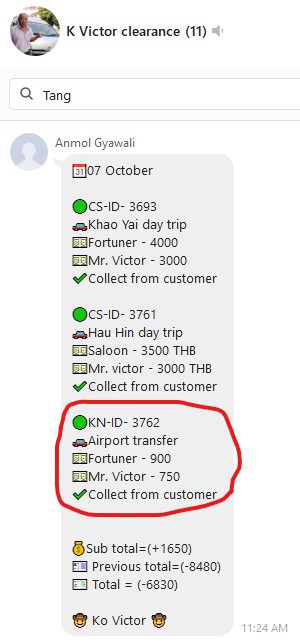 K Victor clearance (11)
Tang
Anmol Gyawali
07 October
CS-ID- 3693
Khao Yai day trip
Fortuner - 4000
Mr. Victor - 3000
Collect from customer
CS-ID- 3761
Hau Hin day trip
Saloon - 3500 THB
Mr. victor - 3000 THB
Collect from customer
KN-ID- 3762
Airport transfer
Fortuner - 900
Mr. Victor - 750
Collect from customer
Sub total=(+1650)
Previous total=(-8480)
Total = (-6830)
Ko Victor
11:24 AM